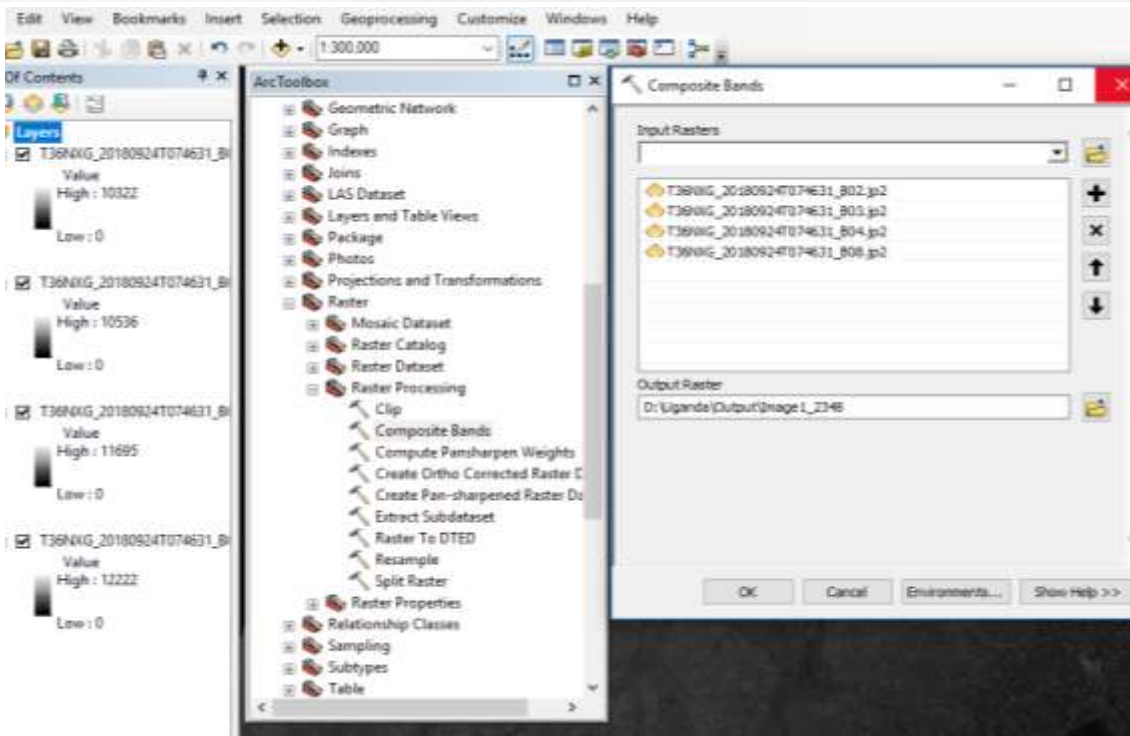 Edit View Bookmarks Insert Selection Geoprocessing Customize Windows Help
1:300.000
Of Contents
Layers
T36NXG_20180924T074631_B
Value
High : 10322
Low : 0
T36NXG_20180924T074631_B
Value
High : 10536
Low : 0
T36NXG_20180924T074631_B
Value
High : 11695
Low : 0
T36NXG_20180924T074631_B
Value
High : 12222
Low : 0
ArcToolbox
Geometric Network
Graph
Indexes
Joins
LAS Dataset
Layers and Table Views
Package
Photos
Projections and Transformations
Raster
Mosaic Dataset
Raster Catalog
Raster Dataset
Raster Processing
Clip
Composite Bands
Compute Pansharpen Weights
Create Ortho Corrected Raster D
Create Pan-sharpened Raster Da
Extract Subdataset
Raster To DTED
Resample
Split Raster
Raster Properties
Relationship Classes
Sampling
Subtypes
Table
Composite Bands
Input Rasters
T36NXG_20180924T074631_B02.jp2
T36NXG_20180924T074631_B03.jp2
T36NXG_20180924T074631_B04.jp2
T36NXG_20180924T074631_B08.jp2
Output Raster
D:\Uganda\Output\Image1_2348
OK Cancel Environments... Show Help >>